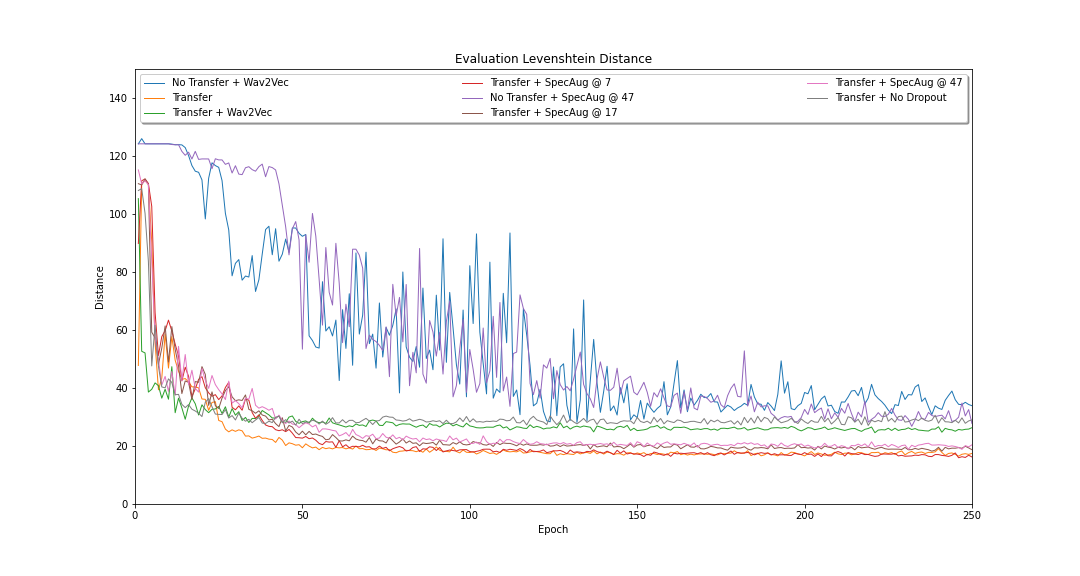 Evaluation Levenshtein Distance
No Transfer + Wav2Vec
Transfer
Transfer + Wav2Vec
Transfer + SpecAug @ 7
No Transfer + SpecAug @ 47
Transfer + SpecAug @ 17
Transfer + SpecAug @ 47
Transfer + No Dropout
Distance
140
120
100
80
60
40
20
0
0
50
100
150
200
250
Epoch